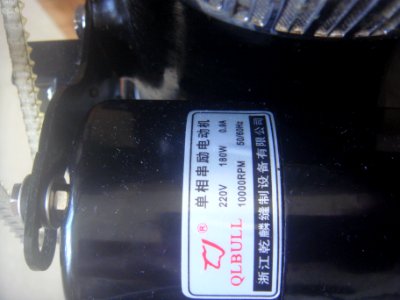 QLBULL
®
单相串励电动机
220V 180W 0.8A
10000RPM 50/60Hz
浙江乾麟缝制设备有限公司